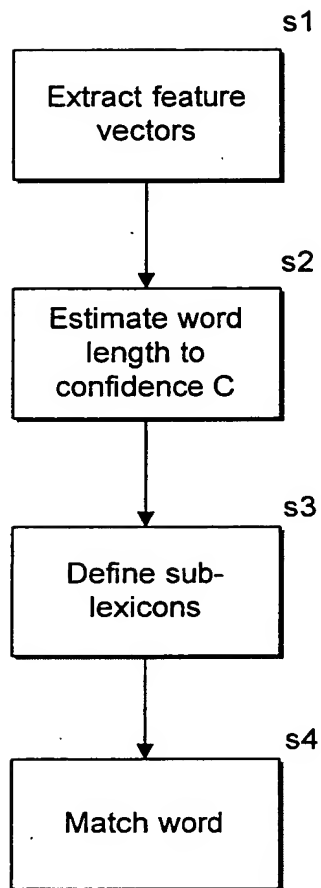 s1
Extract feature
vectors
s2
Estimate word
length to
confidence C
s3
Define sub-
lexicons
s4
Match word